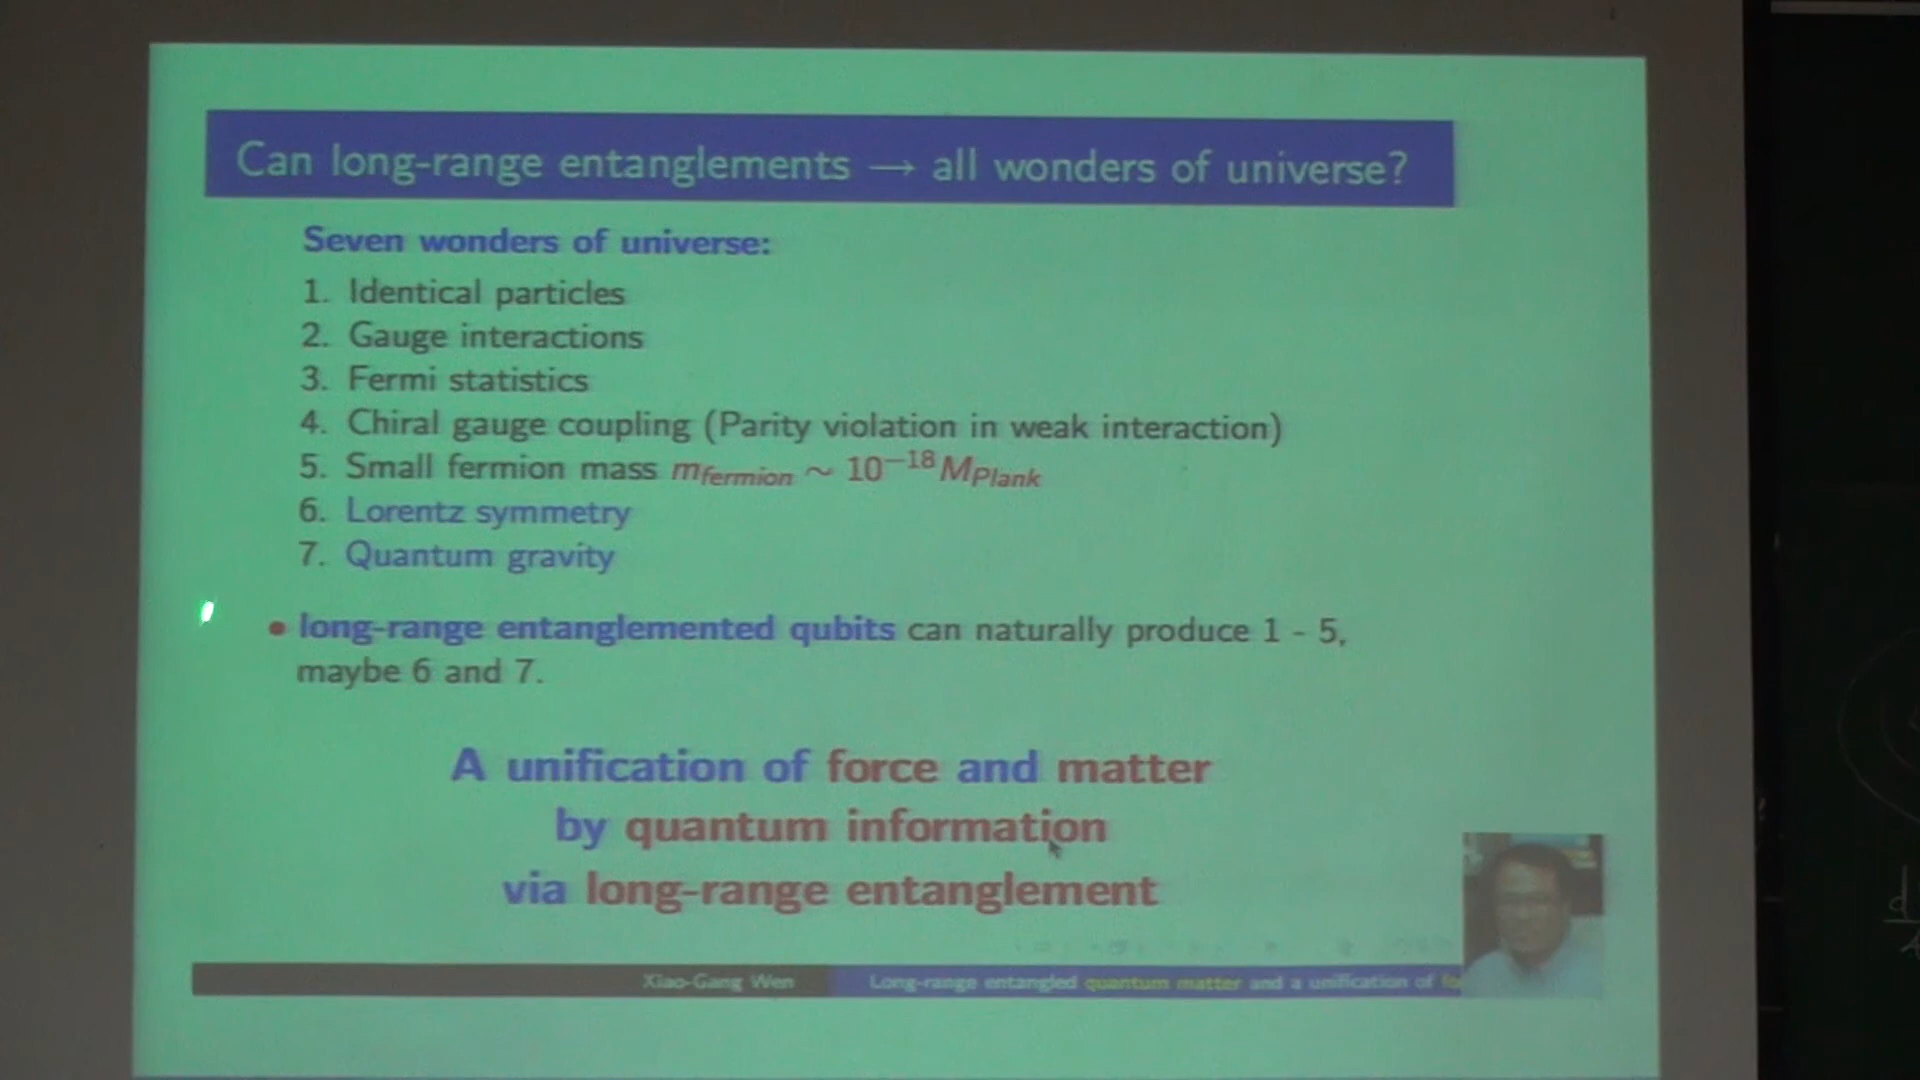 Can long-range entanglements → all wonders of universe?
Seven wonders of universe:
1. Identical particles
2. Gauge interactions
3. Fermi statistics
4. Chiral gauge coupling (Parity violation in weak interaction)
5. Small fermion mass m_fermion ∼ 10^−18 M_Plank
6. Lorentz symmetry
7. Quantum gravity
• long-range entanglemented qubits can naturally produce 1 - 5,
maybe 6 and 7.
A unification of force and matter
by quantum information
via long-range entanglement
Xiao-Gang Wen Long-range entangled quantum matter and a unification of